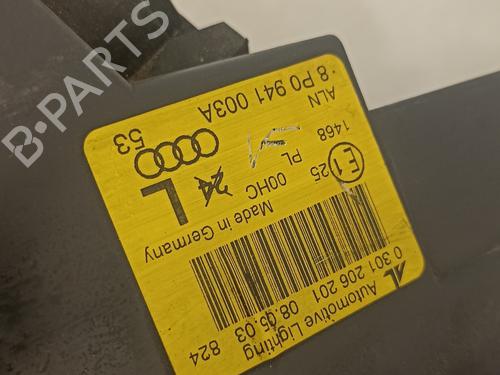 B-PARTS
8 P0 941 003A
53
ALN
1468
PL
E1 25
00HC
24
L
Made in Germany
AL
0 301 206 201
Automotive Lighting
08.05.03
824